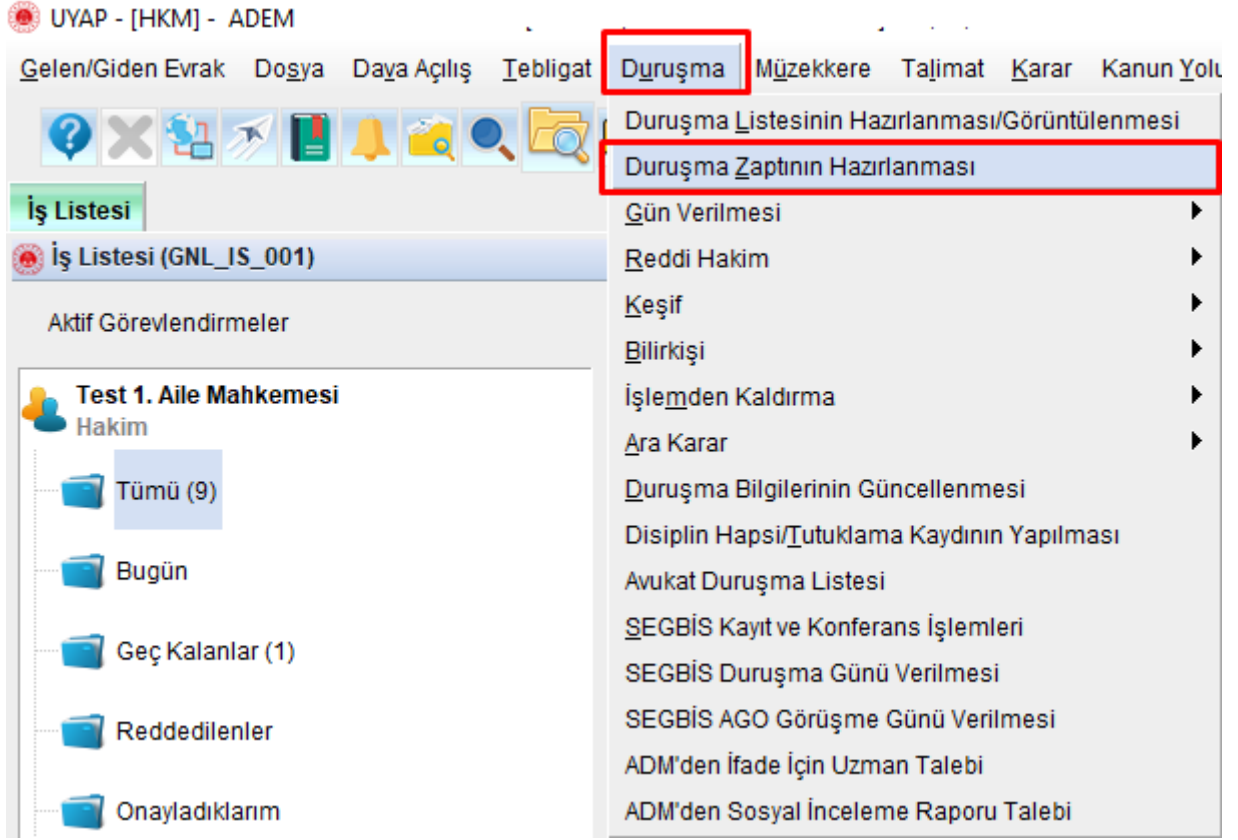 UYAP - [HKM] - ADEM
Gelen/Giden Evrak Dosya Dava Açılış Tebligat Duruşma Müzekkere Talimat Karar Kanun Yolu
Duruşma Listesinin Hazırlanması/Görüntülenmesi
Duruşma Zaptının Hazırlanması
Gün Verilmesi
Reddi Hakim
Keşif
Bilirkişi
İşlemden Kaldırma
Ara Karar
Duruşma Bilgilerinin Güncellenmesi
Disiplin Hapsi/Tutuklama Kaydının Yapılması
Avukat Duruşma Listesi
SEGBİS Kayıt ve Konferans İşlemleri
SEGBİS Duruşma Günü Verilmesi
SEGBİS AGO Görüşme Günü Verilmesi
ADM'den İfade İçin Uzman Talebi
ADM'den Sosyal İnceleme Raporu Talebi
İş Listesi
İş Listesi (GNL_IS_001)
Aktif Görevlendirmeler
Test 1. Aile Mahkemesi
Hakim
Tümü (9)
Bugün
Geç Kalanlar (1)
Reddedilenler
Onayladıklarım